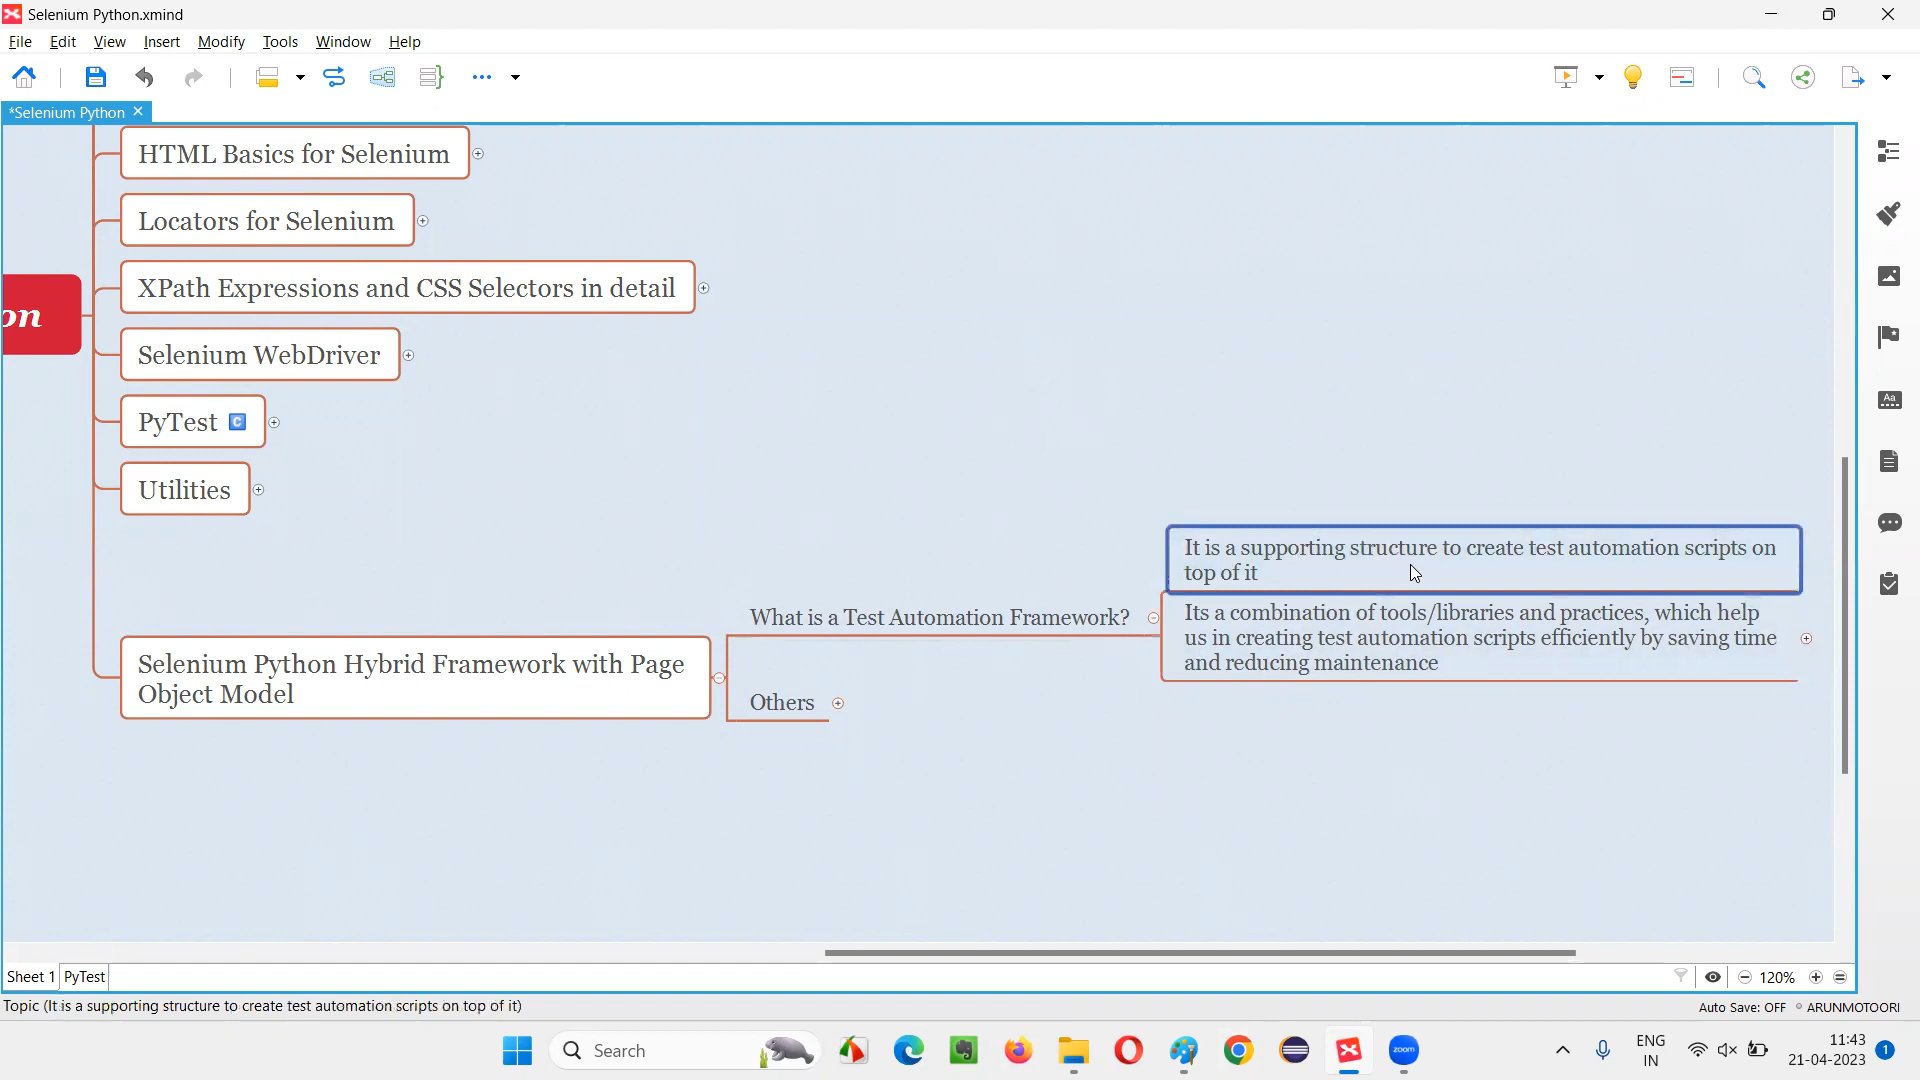 Selenium Python.xmind
File Edit View Insert Modify Tools Window Help
*Selenium Python
HTML Basics for Selenium
Locators for Selenium
XPath Expressions and CSS Selectors in detail
on
Selenium WebDriver
PyTest C
Utilities
It is a supporting structure to create test automation scripts on
top of it
What is a Test Automation Framework?
Its a combination of tools/libraries and practices, which help
us in creating test automation scripts efficiently by saving time
and reducing maintenance
Selenium Python Hybrid Framework with Page
Object Model
Others
Aa
Sheet 1 PyTest
120%
Topic (It is a supporting structure to create test automation scripts on top of it)
Auto Save: OFF ARUNMOTOORI
Search
zoom
ENG
IN
11:43
21-04-2023
1